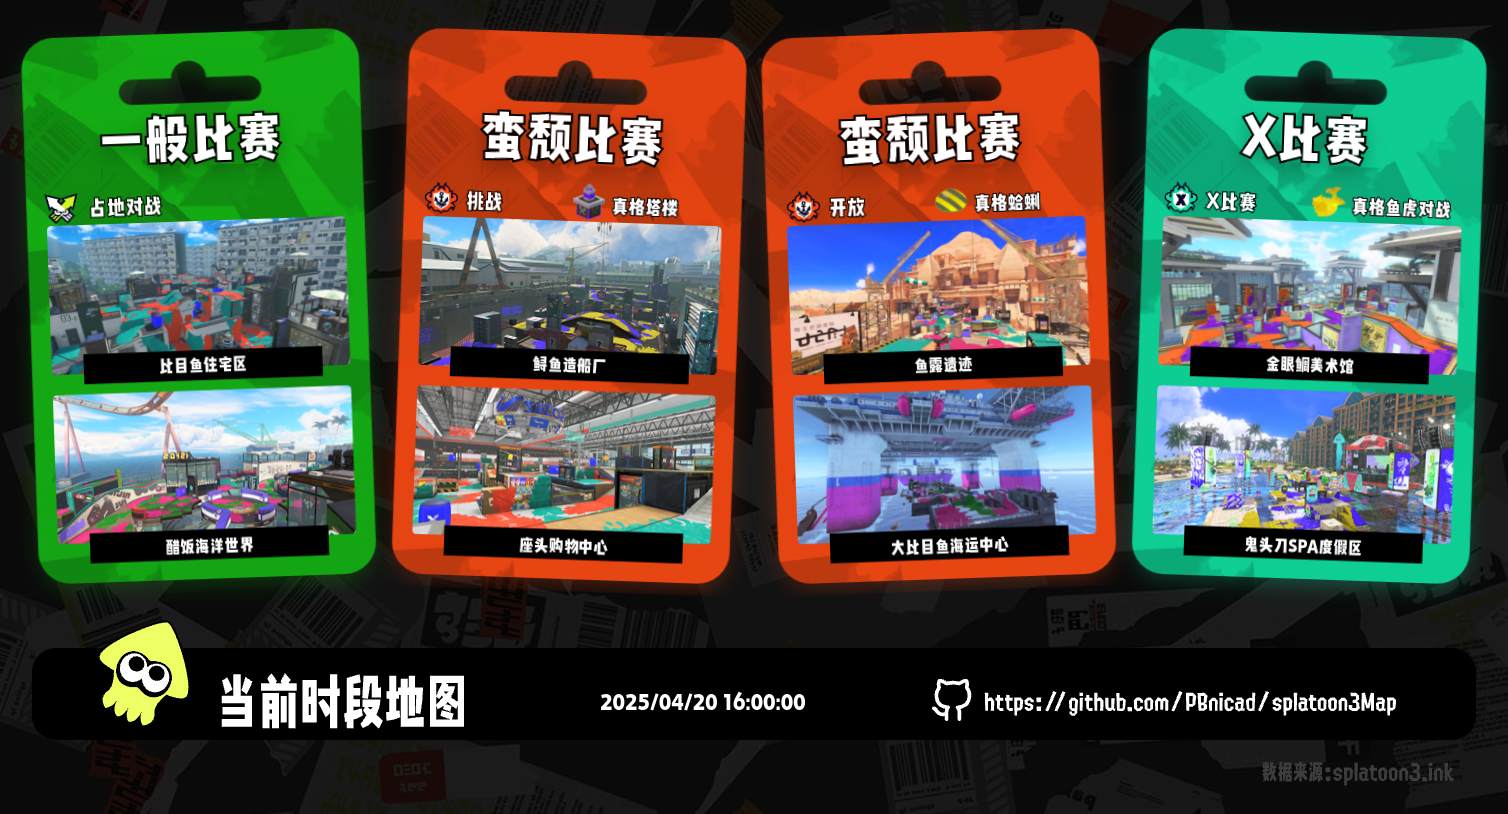 一般比赛
占地对战
比目鱼住宅区
醋饭海洋世界
蛮颓比赛
挑战
真格塔楼
鲟鱼造船厂
座头购物中心
蛮颓比赛
开放
真格蛤蜊
鱼露遗迹
大比目鱼海运中心
X比赛
X比赛
真格鱼虎对战
金眼鲷美术馆
鬼头刀SPA度假区
当前时段地图
2025/04/20 16:00:00
https://github.com/PBnicad/splatoon3Map
数据来源:splatoon3.ink